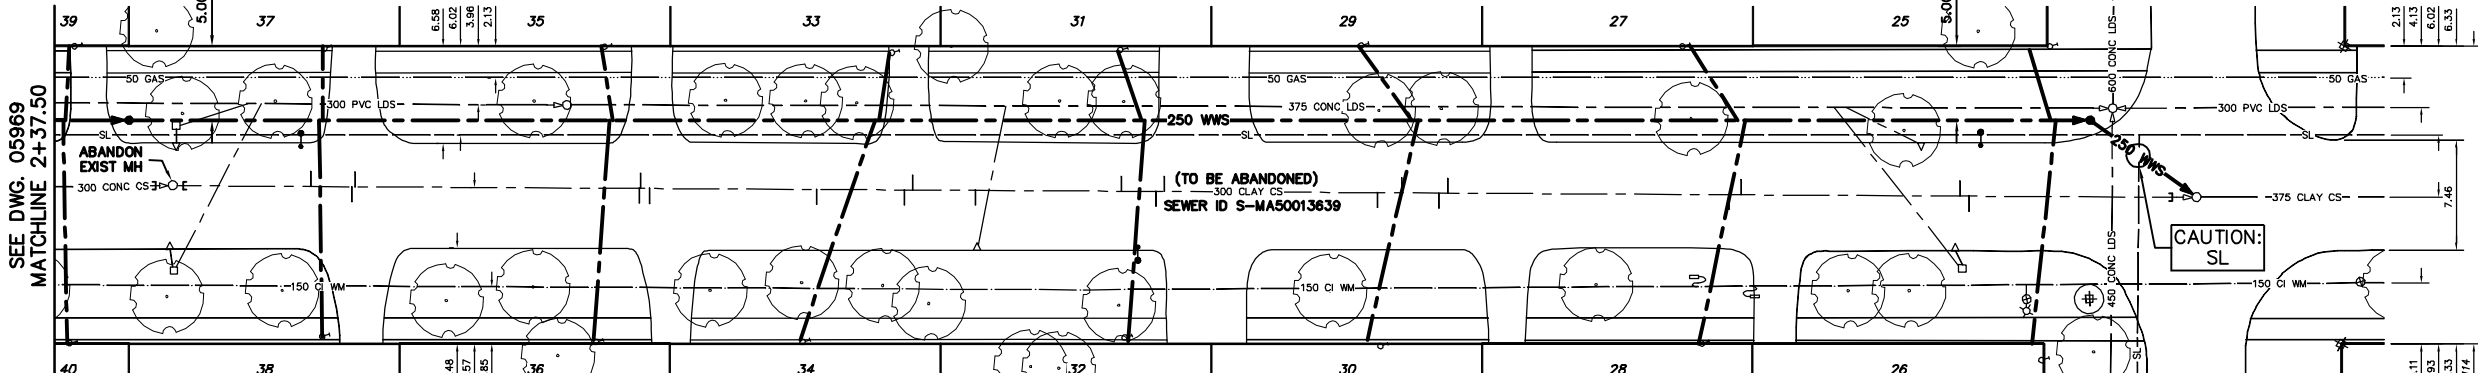 39
37
35
33
31
29
27
25
5.00
6.58
6.02
3.96
2.13
2.13
4.13
6.02
6.33
SEE DWG. 05969
MATCHLINE 2+37.50
50 GAS
50 GAS
50 GAS
600 CONC LDS
300 PVC LDS
375 CONC LDS
300 PVC LDS
250 WWS
SL
SL
SL
ABANDON
EXIST MH
250 WWS
300 CONC CS
(TO BE ABANDONED)
300 CLAY CS
SEWER ID S-MA50013639
375 CLAY CS
7.46
CAUTION:
SL
450 CONC LDS
150 CI WM
150 CI WM
150 CI WM
SL
40
38
36
34
32
30
28
26